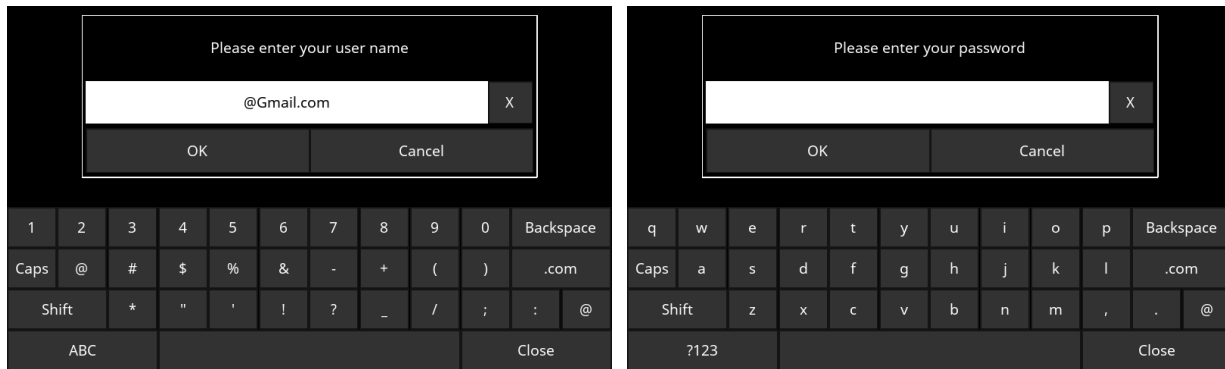 Please enter your user name
@Gmail.com X
OK Cancel
1 2 3 4 5 6 7 8 9 0 Backspace
Caps @ # $ % & - + ( ) .com
Shift * " ' ! ? _ / ; : @
ABC Close
Please enter your password
X
OK Cancel
q w e r t y u i o p Backspace
Caps a s d f g h j k l .com
Shift z x c v b n m , . @
?123 Close